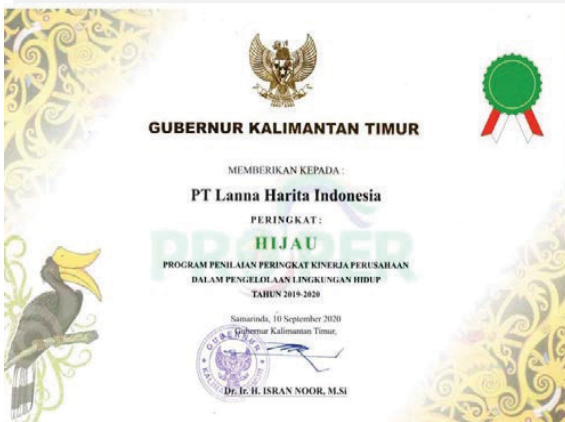 GUBERNUR KALIMANTAN TIMUR
MEMBERIKAN KEPADA :
PT Lanna Harita Indonesia
PERINGKAT :
HIJAU
PROPER
PROGRAM PENILAIAN PERINGKAT KINERJA PERUSAHAAN
DALAM PENGELOLAAN LINGKUNGAN HIDUP
TAHUN 2019-2020
Samarinda, 10 September 2020
Gubernur Kalimantan Timur,
GUBERNUR
Dr. Ir. H. ISRAN NOOR, M.Si